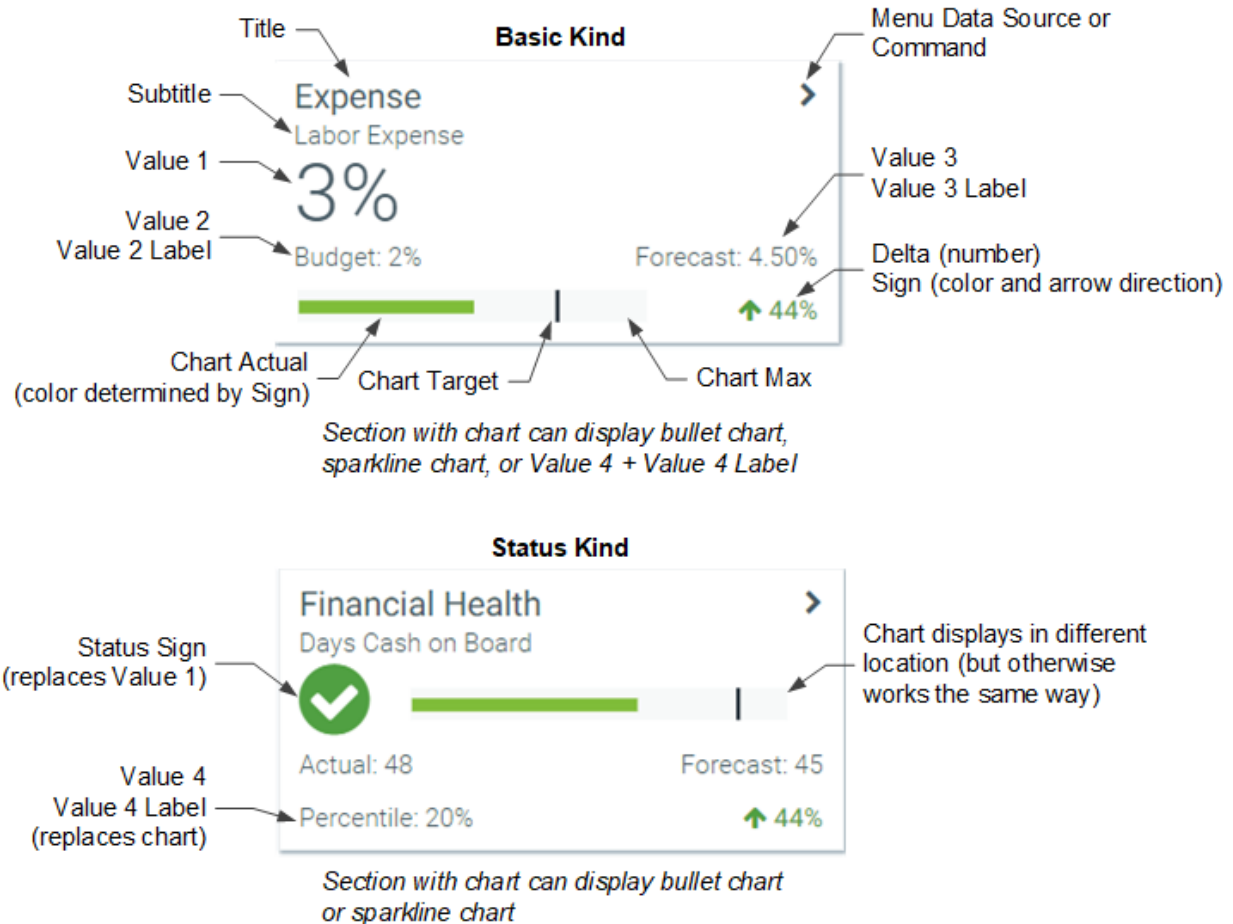 Title
Basic Kind
Menu Data Source or
Command
Subtitle
Expense
Labor Expense
Value 1
3%
Value 3
Value 3 Label
Value 2
Value 2 Label
Budget: 2%
Forecast: 4.50%
Delta (number)
Sign (color and arrow direction)
44%
Chart Actual
(color determined by Sign)
Chart Target
Chart Max
Section with chart can display bullet chart,
sparkline chart, or Value 4 + Value 4 Label
Status Kind
Financial Health
Days Cash on Board
Status Sign
(replaces Value 1)
Chart displays in different
location (but otherwise
works the same way)
Actual: 48
Forecast: 45
Value 4
Value 4 Label
(replaces chart)
Percentile: 20%
44%
Section with chart can display bullet chart
or sparkline chart